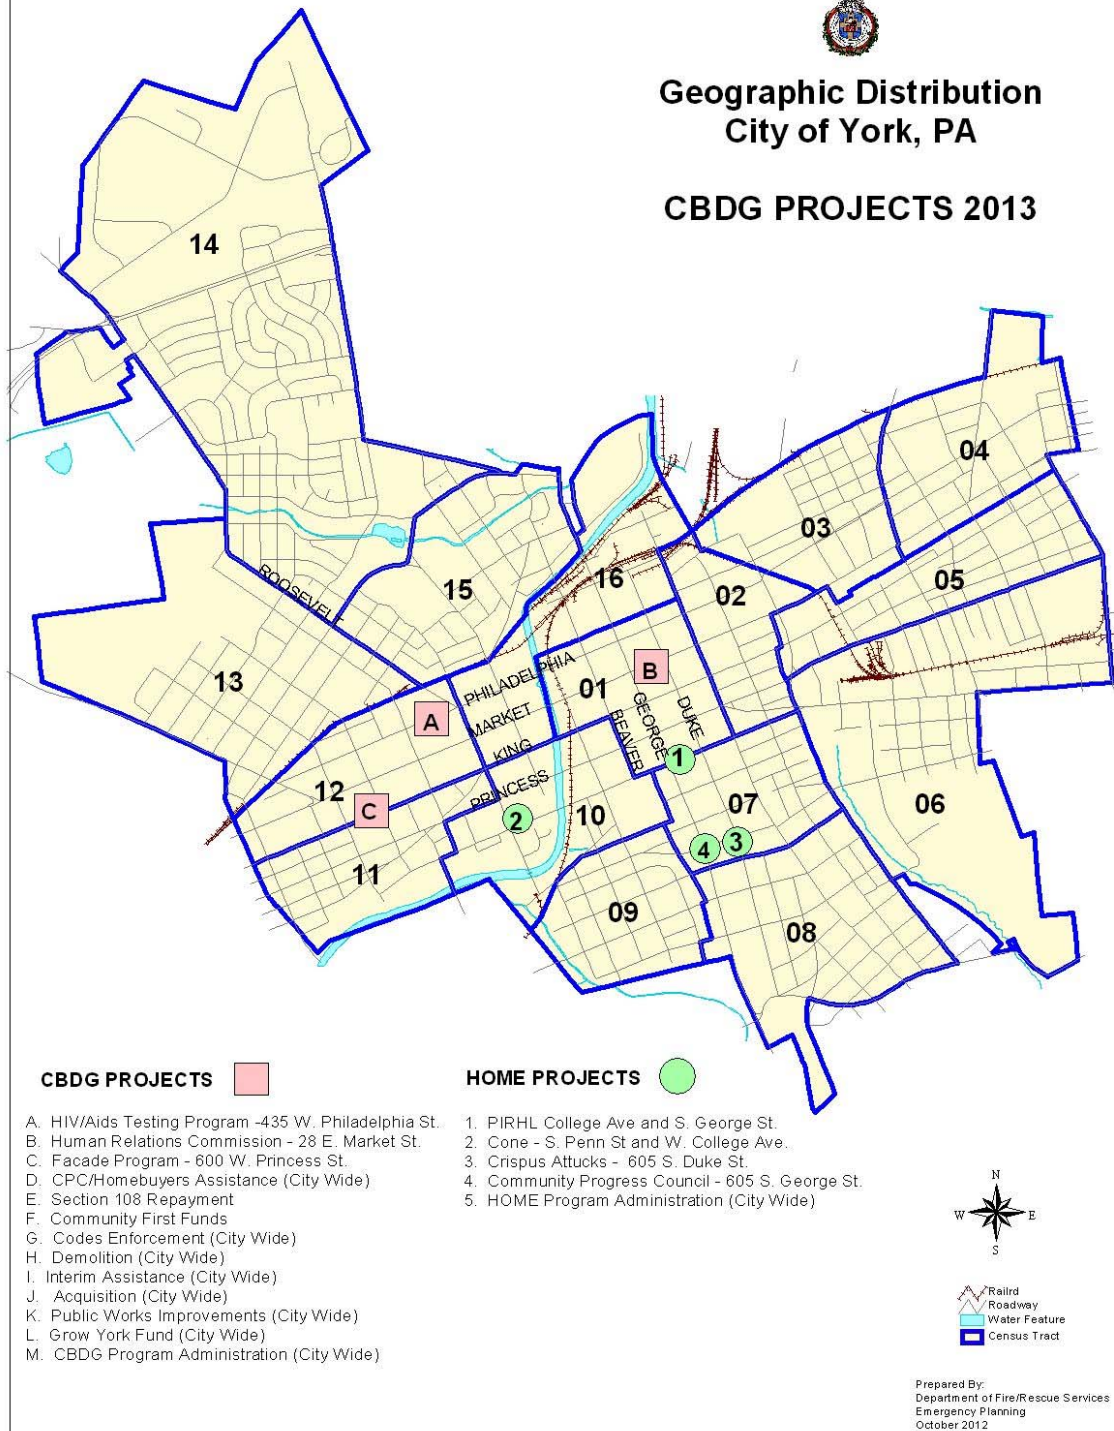 Geographic Distribution
City of York, PA
CBDG PROJECTS 2013
14
04
03
05
16
02
15
ROOSEVELT
13
PHILADELPHIA
01
B
A
MARKET
GEORGE
DUKE
BEAVER
KING
1
12
C
PRINCESS
2
10
07
06
4
3
11
09
08
CBDG PROJECTS
A. HIV/Aids Testing Program -435 W. Philadelphia St.
B. Human Relations Commission - 28 E. Market St.
C. Facade Program - 600 W. Princess St.
D. CPC/Homebuyers Assistance (City Wide)
E. Section 108 Repayment
F. Community First Funds
G. Codes Enforcement (City Wide)
H. Demolition (City Wide)
I. Interim Assistance (City Wide)
J. Acquisition (City Wide)
K. Public Works Improvements (City Wide)
L. Grow York Fund (City Wide)
M. CBDG Program Administration (City Wide)
HOME PROJECTS
1. PIRHL College Ave and S. George St.
2. Cone - S. Penn St and W. College Ave.
3. Crispus Attucks - 605 S. Duke St.
4. Community Progress Council - 605 S. George St.
5. HOME Program Administration (City Wide)
N
W E
S
Railrd
Roadway
Water Feature
Census Tract
Prepared By:
Department of Fire/Rescue Services
Emergency Planning
October 2012